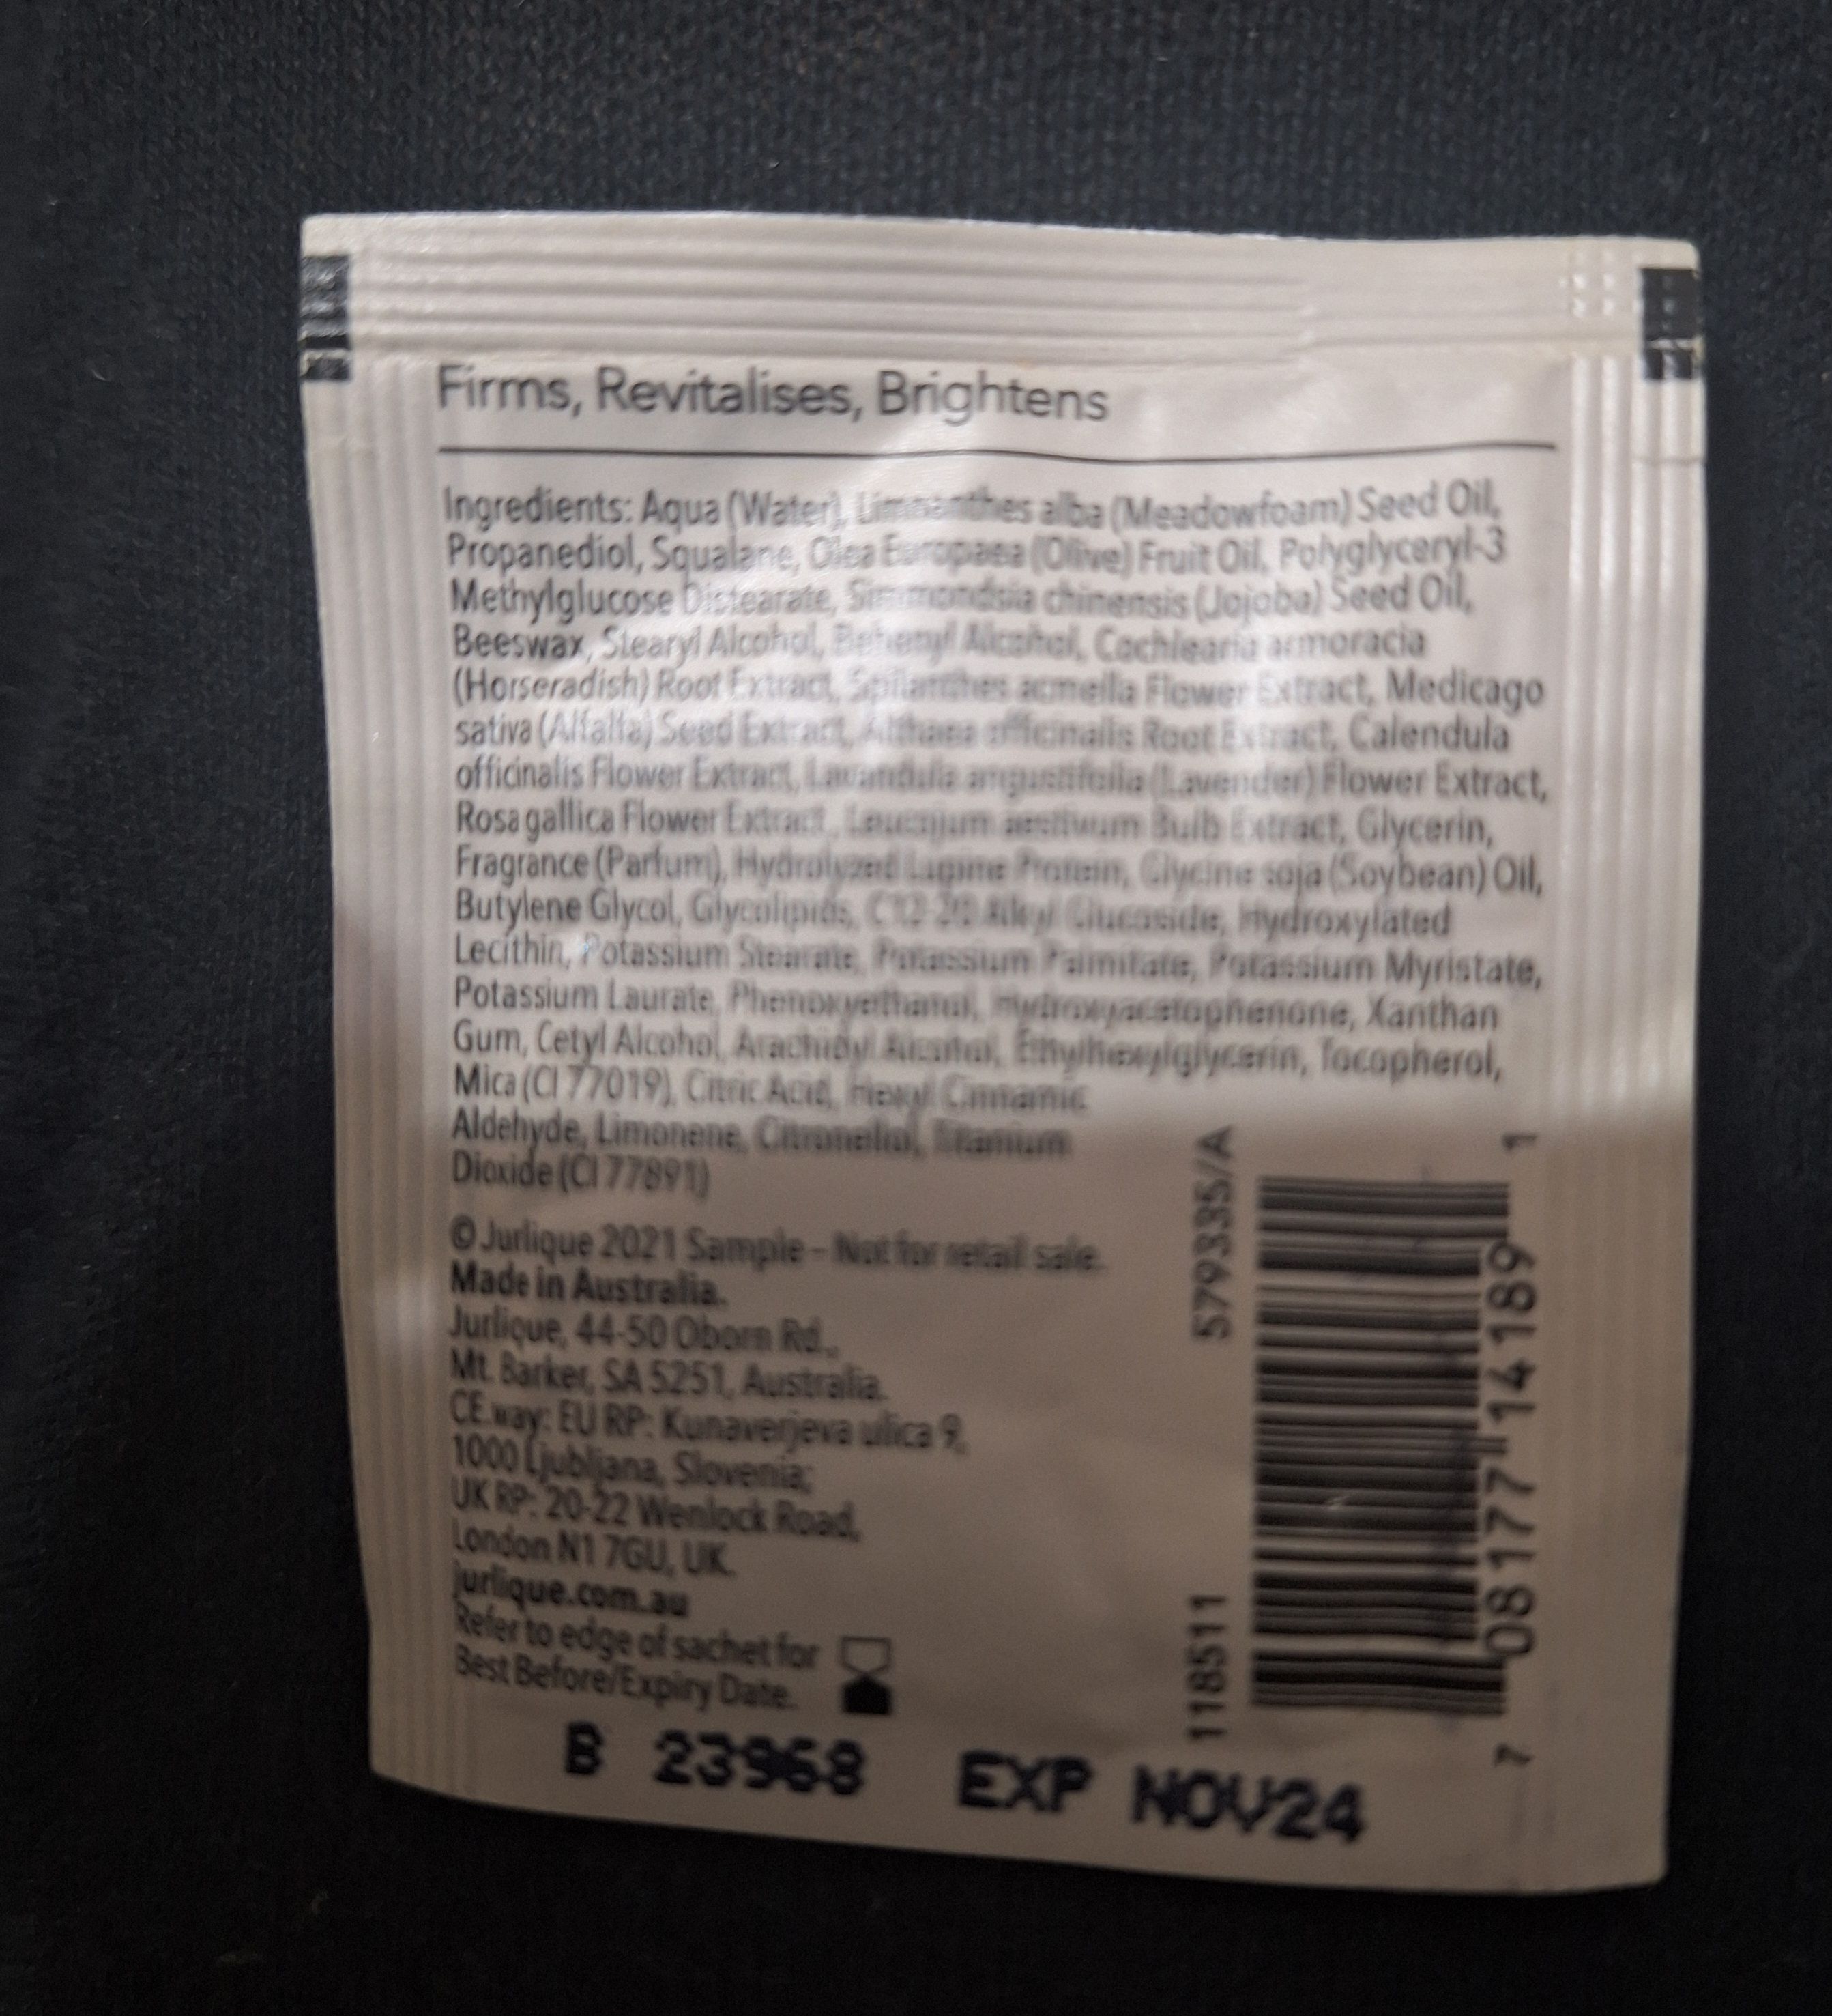 Firms, Revitalises, Brightens
Ingredients: Aqua (Water), Limnanthes alba (Meadowfoam) Seed Oil,
Propanediol, Squalane, Olea Europaea (Olive) Fruit Oil, Polyglyceryl-3
Methylglucose Distearate, Simmondsia chinensis (Jojoba) Seed Oil,
Beeswax, Stearyl Alcohol, Behenyl Alcohol, Cochlearia armoracia
(Horseradish) Root Extract, Spilanthes acmella Flower Extract, Medicago
sativa (Alfalfa) Seed Extract, Althaea officinalis Root Extract, Calendula
officinalis Flower Extract, Lavandula angustifolia (Lavender) Flower Extract,
Rosa gallica Flower Extract, Leucojum aestivum Bulb Extract, Glycerin,
Fragrance (Parfum), Hydrolyzed Lupine Protein, Glycine soja (Soybean) Oil,
Butylene Glycol, Glycolipids, C12-20 Alkyl Glucoside, Hydroxylated
Lecithin, Potassium Stearate, Potassium Palmitate, Potassium Myristate,
Potassium Laurate, Phenoxyethanol, Hydroxyacetophenone, Xanthan
Gum, Cetyl Alcohol, Arachidyl Alcohol, Ethylhexylglycerin, Tocopherol,
Mica (CI 77019), Citric Acid, Hexyl Cinnamic
Aldehyde, Limonene, Citronellol, Titanium
Dioxide (CI 77891)
© Jurlique 2021 Sample – Not for retail sale.
Made in Australia.
Jurlique, 44-50 Oborn Rd.,
Mt. Barker, SA 5251, Australia.
CE.way: EU RP: Kunaverjeva ulica 9,
1000 Ljubljana, Slovenia;
UK RP: 20-22 Wenlock Road,
London N1 7GU, UK.
jurlique.com.au
Refer to edge of sachet for
Best Before/Expiry Date.
118511
579335/A
7 08177 14189 1
B 23968 EXP NOV24